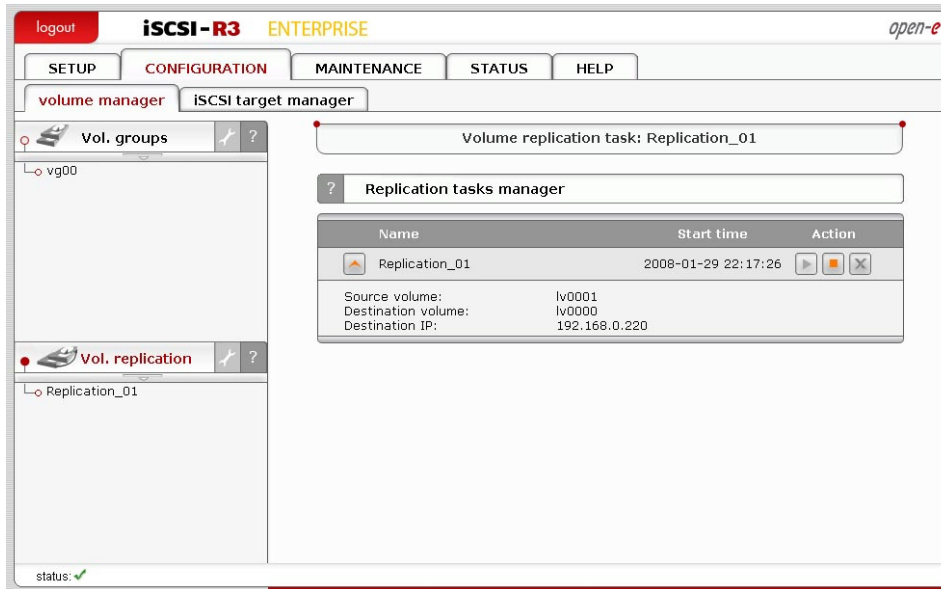 logout iSCSI-R3 ENTERPRISE open-e
SETUP CONFIGURATION MAINTENANCE STATUS HELP
volume manager iSCSI target manager
Vol. groups ?
vg00
Vol. replication ?
Replication_01
Volume replication task: Replication_01
? Replication tasks manager
Name Start time Action
Replication_01 2008-01-29 22:17:26
Source volume: lv0001
Destination volume: lv0000
Destination IP: 192.168.0.220
status: